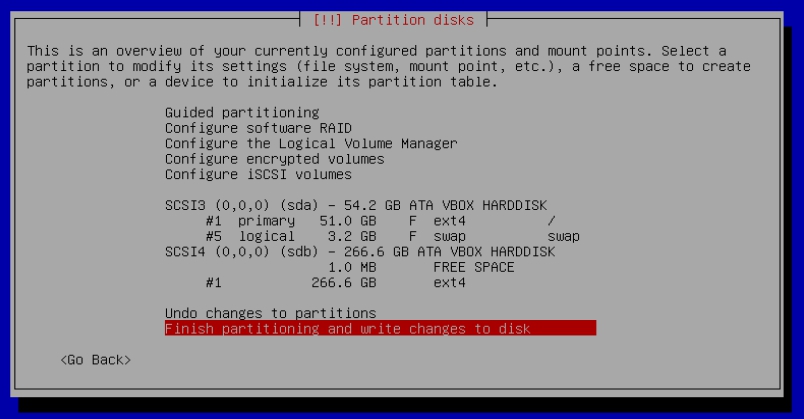 [!!] Partition disks
This is an overview of your currently configured partitions and mount points. Select a
partition to modify its settings (file system, mount point, etc.), a free space to create
partitions, or a device to initialize its partition table.
Guided partitioning
Configure software RAID
Configure the Logical Volume Manager
Configure encrypted volumes
Configure iSCSI volumes
SCSI3 (0,0,0) (sda) – 54.2 GB ATA VBOX HARDDISK
#1 primary 51.0 GB F ext4 /
#5 logical 3.2 GB F swap swap
SCSI4 (0,0,0) (sdb) – 266.6 GB ATA VBOX HARDDISK
1.0 MB FREE SPACE
#1 266.6 GB ext4
Undo changes to partitions
Finish partitioning and write changes to disk
<Go Back>